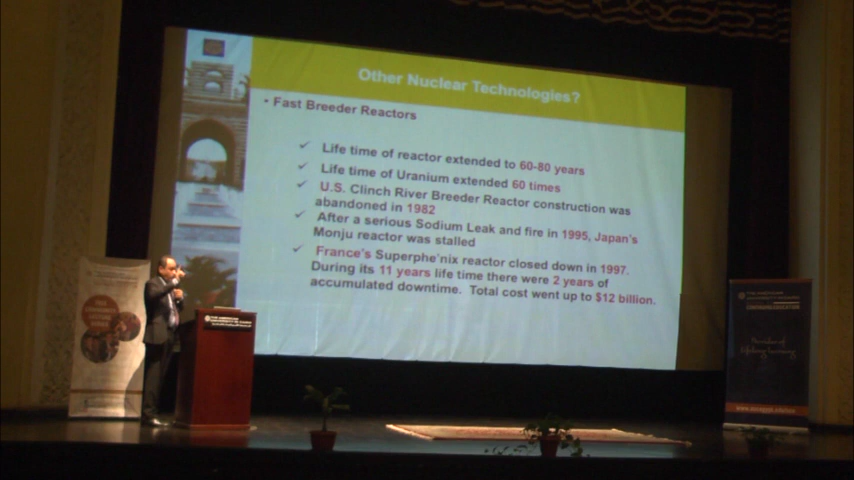 Other Nuclear Technologies?
• Fast Breeder Reactors
✓ Life time of reactor extended to 60-80 years
✓ Life time of Uranium extended 60 times
✓ U.S. Clinch River Breeder Reactor construction was
abandoned in 1982
✓ After a serious Sodium Leak and fire in 1995, Japan's
Monju reactor was stalled
✓ France's Superphe'nix reactor closed down in 1997.
During its 11 years life time there were 2 years of
accumulated downtime. Total cost went up to $12 billion.
THE AMERICAN